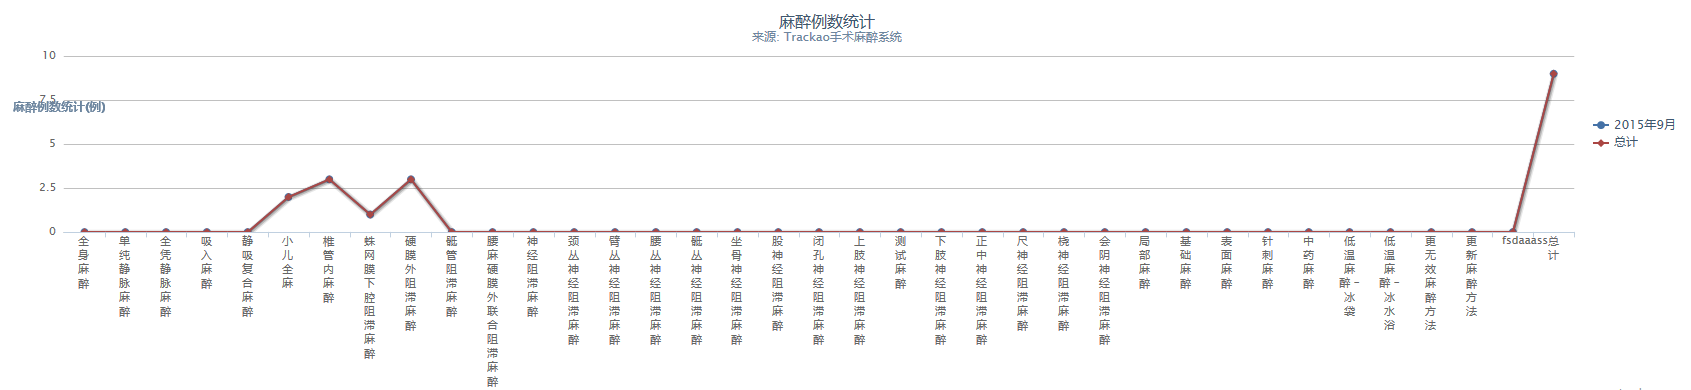 麻醉例数统计
来源: Trackao手术麻醉系统
10
7.5
5
2.5
0
麻醉例数统计(例)
2015年9月
总计
全身麻醉
单纯静脉麻醉
全凭静脉麻醉
吸入麻醉
静吸复合麻醉
小儿全麻
椎管内麻醉
蛛网膜下腔阻滞麻醉
硬膜外阻滞麻醉
骶管阻滞麻醉
腰麻硬膜外联合阻滞麻醉
神经阻滞麻醉
颈丛神经阻滞麻醉
臂丛神经阻滞麻醉
腰丛神经阻滞麻醉
骶丛神经阻滞麻醉
坐骨神经阻滞麻醉
股神经阻滞麻醉
闭孔神经阻滞麻醉
上肢神经阻滞麻醉
测试麻醉
下肢神经阻滞麻醉
正中神经阻滞麻醉
尺神经阻滞麻醉
桡神经阻滞麻醉
会阴神经阻滞麻醉
局部麻醉
基础麻醉
表面麻醉
针刺麻醉
中药麻醉
低温麻醉－冰袋
低温麻醉－冰水浴
更无效麻醉方法
更新麻醉方法
fsdaaass
总计